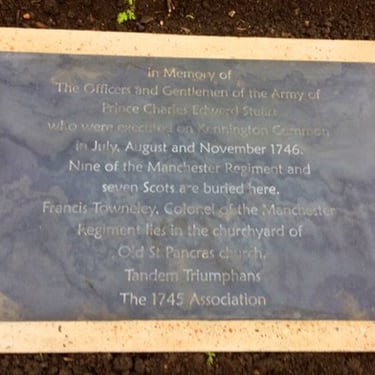 in Memory of
The Officers and Gentlemen of the Army of
Prince Charles Edward Stuart
who were executed on Kennington Common
in July, August and November 1746.
Nine of the Manchester Regiment and
seven Scots are buried here.
Francis Towneley, Colonel of the Manchester
Regiment lies in the churchyard of
Old St Pancras church.
Tandem Triumphans
The 1745 Association